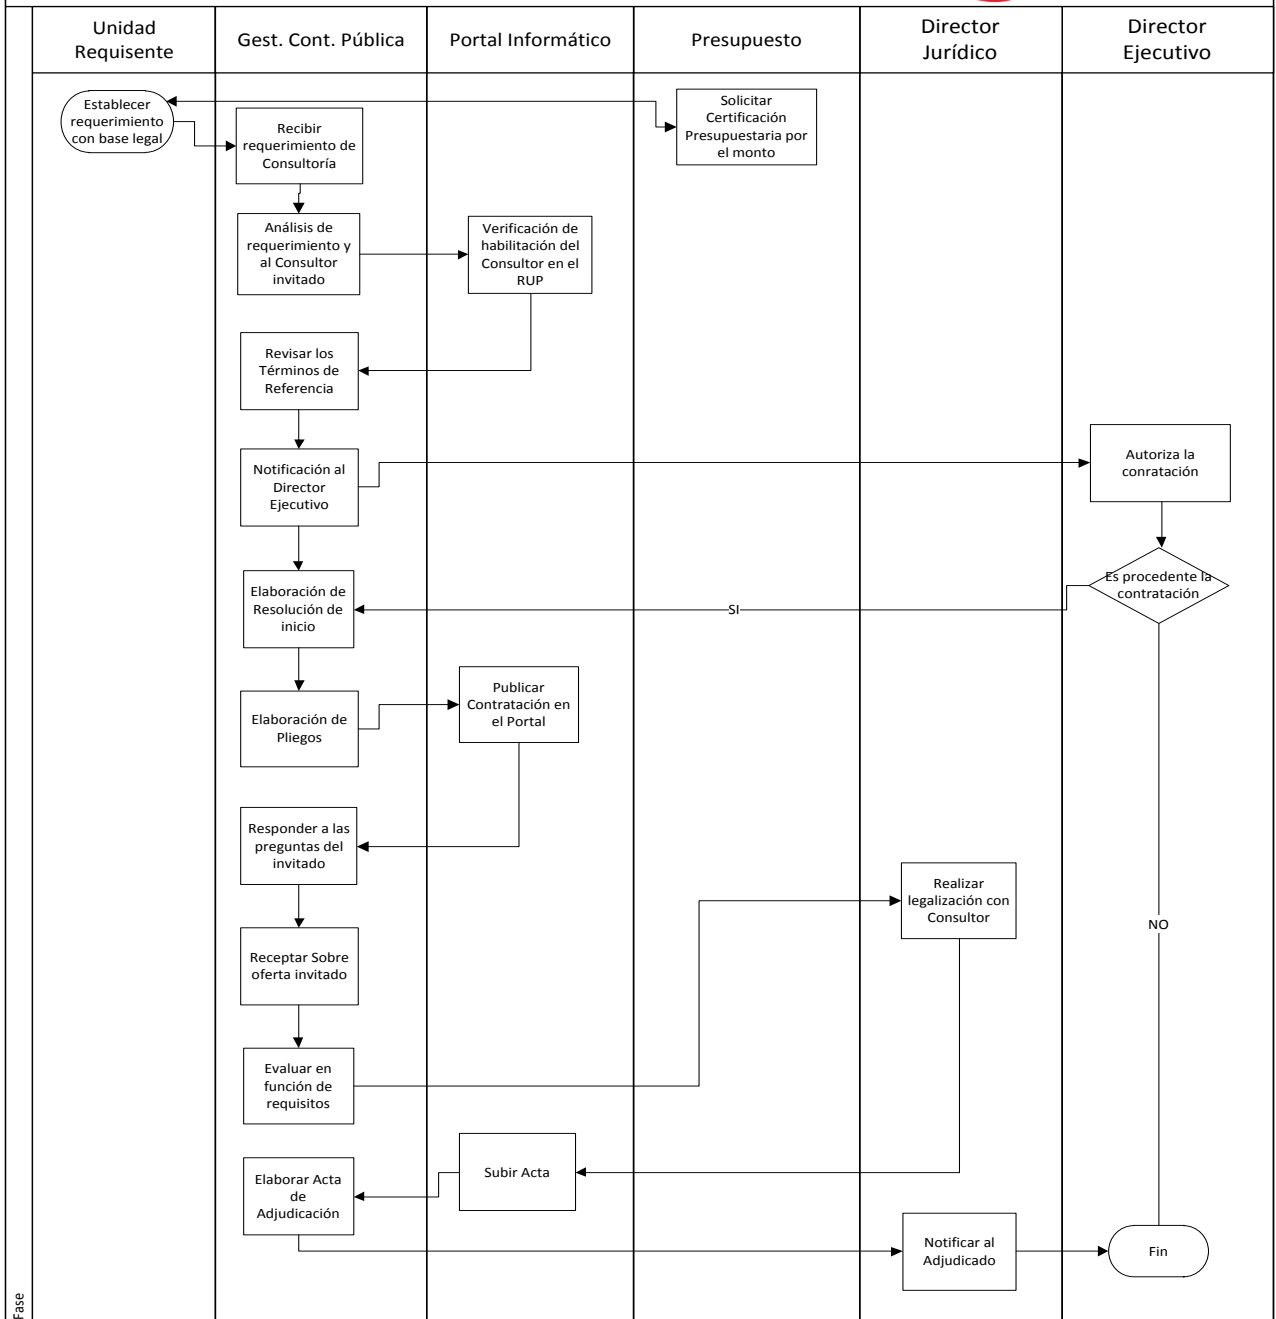 Unidad
Requisente
Gest. Cont. Pública
Portal Informático
Presupuesto
Director
Jurídico
Director
Ejecutivo
Establecer
requerimiento
con base legal
Recibir
requerimiento de
Consultoría
Solicitar
Certificación
Presupuestaria por
el monto
Análisis de
requerimiento y
al Consultor
invitado
Verificación de
habilitación del
Consultor en el
RUP
Revisar los
Términos de
Referencia
Notificación al
Director
Ejecutivo
Autoriza la
conratación
Es procedente la
contratación
Elaboración de
Resolución de
inicio
SI
Elaboración de
Pliegos
Publicar
Contratación en
el Portal
Responder a las
preguntas del
invitado
Realizar
legalización con
Consultor
NO
Receptar Sobre
oferta invitado
Evaluar en
función de
requisitos
Subir Acta
Elaborar Acta
de
Adjudicación
Notificar al
Adjudicado
Fin
Fase